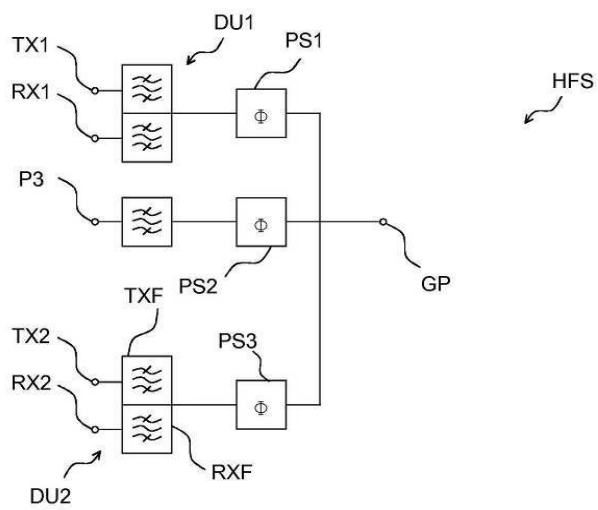 DU1
TX1
PS1
HFS
RX1
Φ
P3
Φ
PS2
GP
TXF
TX2
PS3
RX2
Φ
RXF
DU2